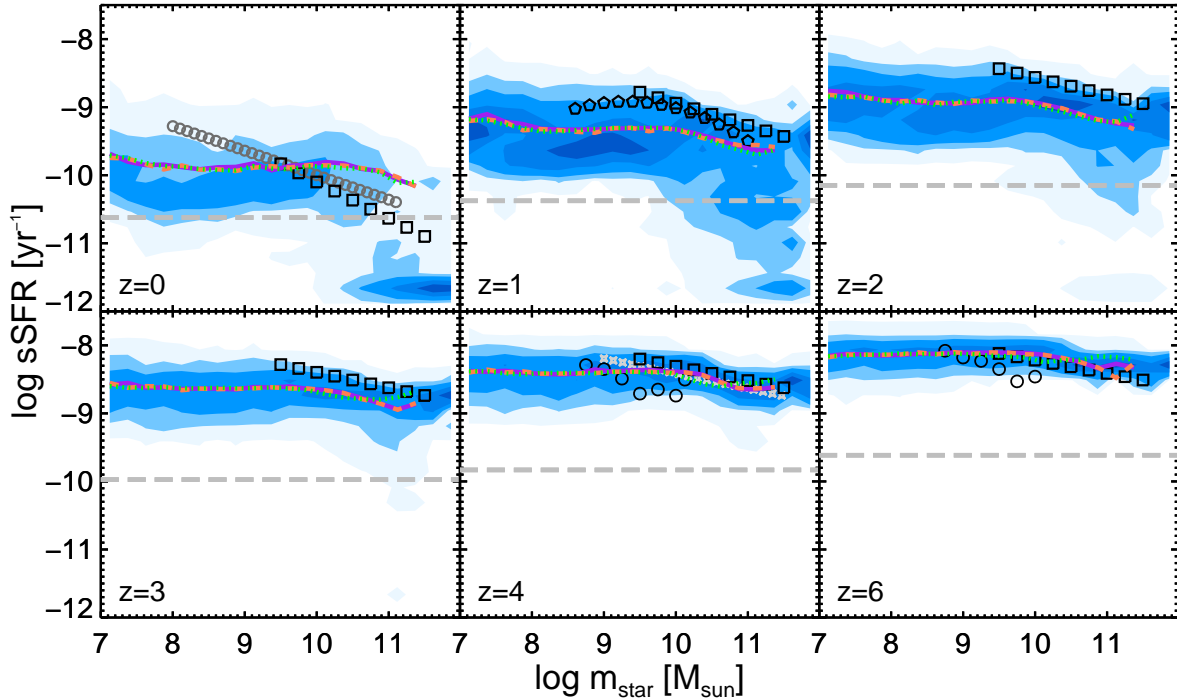 −8
−9
−10
−11
−12
z=0
z=1
z=2
log sSFR [yr⁻¹]
−8
−9
−10
−11
−12
z=3
z=4
z=6
7 8 9 10 11 7 8 9 10 11 7 8 9 10 11
log m_star [M_sun]